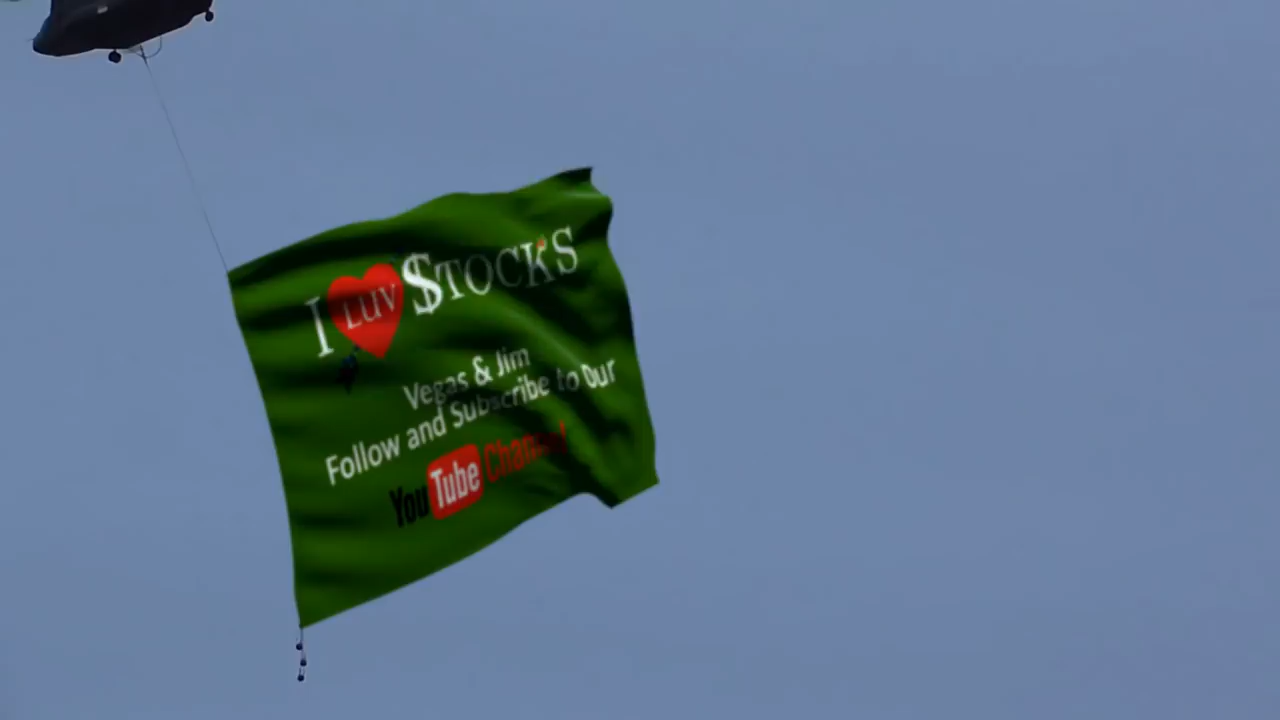 I LUV $TOCKS
Vegas & Jim
Follow and Subscribe to Our
YouTube Channel